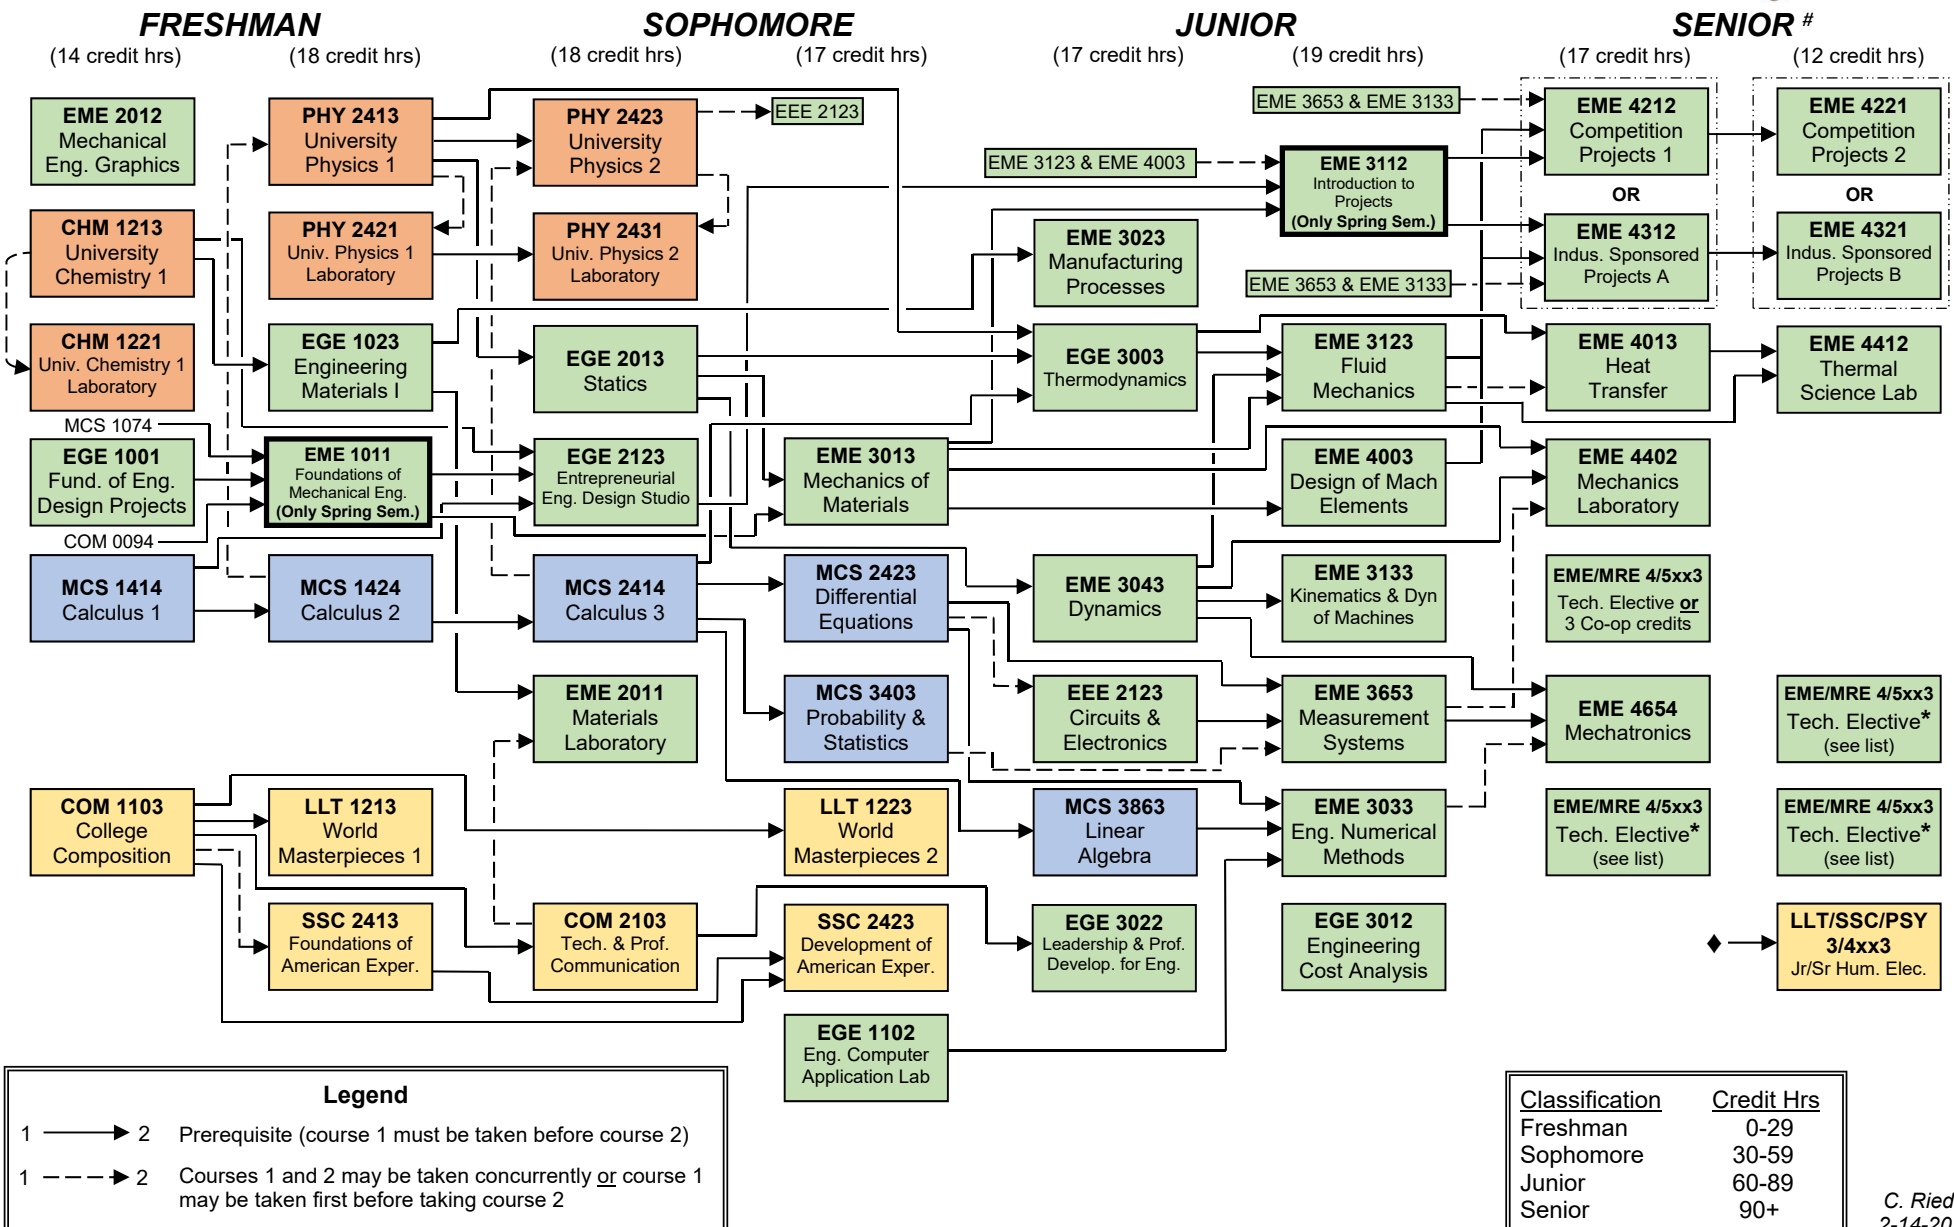 FRESHMAN
SOPHOMORE
JUNIOR
SENIOR #
(14 credit hrs)
(18 credit hrs)
(18 credit hrs)
(17 credit hrs)
(17 credit hrs)
(19 credit hrs)
(17 credit hrs)
(12 credit hrs)
EME 2012
Mechanical
Eng. Graphics
CHM 1213
University
Chemistry 1
CHM 1221
Univ. Chemistry 1
Laboratory
MCS 1074
EGE 1001
Fund. of Eng.
Design Projects
COM 0094
MCS 1414
Calculus 1
COM 1103
College
Composition
PHY 2413
University
Physics 1
PHY 2421
Univ. Physics 1
Laboratory
EGE 1023
Engineering
Materials I
EME 1011
Foundations of
Mechanical Eng.
(Only Spring Sem.)
MCS 1424
Calculus 2
LLT 1213
World
Masterpieces 1
SSC 2413
Foundations of
American Exper.
PHY 2423
University
Physics 2
PHY 2431
Univ. Physics 2
Laboratory
EGE 2013
Statics
EGE 2123
Entrepreneurial
Eng. Design Studio
MCS 2414
Calculus 3
EME 2011
Materials
Laboratory
COM 2103
Tech. & Prof.
Communication
EEE 2123
EME 3013
Mechanics of
Materials
MCS 2423
Differential
Equations
MCS 3403
Probability &
Statistics
LLT 1223
World
Masterpieces 2
SSC 2423
Development of
American Exper.
EGE 1102
Eng. Computer
Application Lab
EME 3123 & EME 4003
EME 3023
Manufacturing
Processes
EGE 3003
Thermodynamics
EME 3043
Dynamics
EEE 2123
Circuits &
Electronics
MCS 3863
Linear
Algebra
EGE 3022
Leadership & Prof.
Develop. for Eng.
EME 3653 & EME 3133
EME 3112
Introduction to
Projects
(Only Spring Sem.)
EME 3653 & EME 3133
EME 3123
Fluid
Mechanics
EME 4003
Design of Mach
Elements
EME 3133
Kinematics & Dyn
of Machines
EME 3653
Measurement
Systems
EME 3033
Eng. Numerical
Methods
EGE 3012
Engineering
Cost Analysis
EME 4212
Competition
Projects 1
OR
EME 4312
Indus. Sponsored
Projects A
EME 4013
Heat
Transfer
EME 4402
Mechanics
Laboratory
EME/MRE 4/5xx3
Tech. Elective or
3 Co-op credits
EME 4654
Mechatronics
EME/MRE 4/5xx3
Tech. Elective*
(see list)
EME 4221
Competition
Projects 2
OR
EME 4321
Indus. Sponsored
Projects B
EME 4412
Thermal
Science Lab
EME/MRE 4/5xx3
Tech. Elective*
(see list)
EME/MRE 4/5xx3
Tech. Elective*
(see list)
♦
LLT/SSC/PSY
3/4xx3
Jr/Sr Hum. Elec.
Legend
1 2 Prerequisite (course 1 must be taken before course 2)
1 2 Courses 1 and 2 may be taken concurrently or course 1
may be taken first before taking course 2
Classification Credit Hrs
Freshman 0-29
Sophomore 30-59
Junior 60-89
Senior 90+
C. Ried
2-14-20